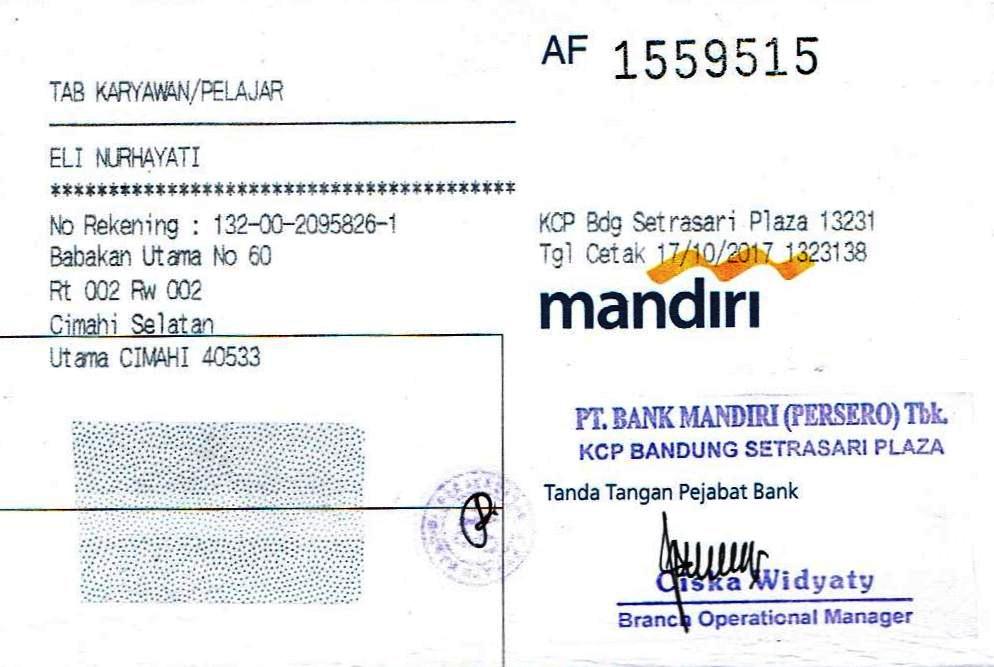 AF 1559515
TAB KARYAWAN/PELAJAR
ELI NURHAYATI
****************************************
No Rekening : 132-00-2095826-1
Babakan Utama No 60
Rt 002 Rw 002
Cimahi Selatan
Utama CIMAHI 40533
KCP Bdg Setrasari Plaza 13231
Tgl Cetak 17/10/2017 1323138
mandiri
PT. BANK MANDIRI (PERSERO) Tbk.
KCP BANDUNG SETRASARI PLAZA
Tanda Tangan Pejabat Bank
Ciska Widyaty
Branch Operational Manager